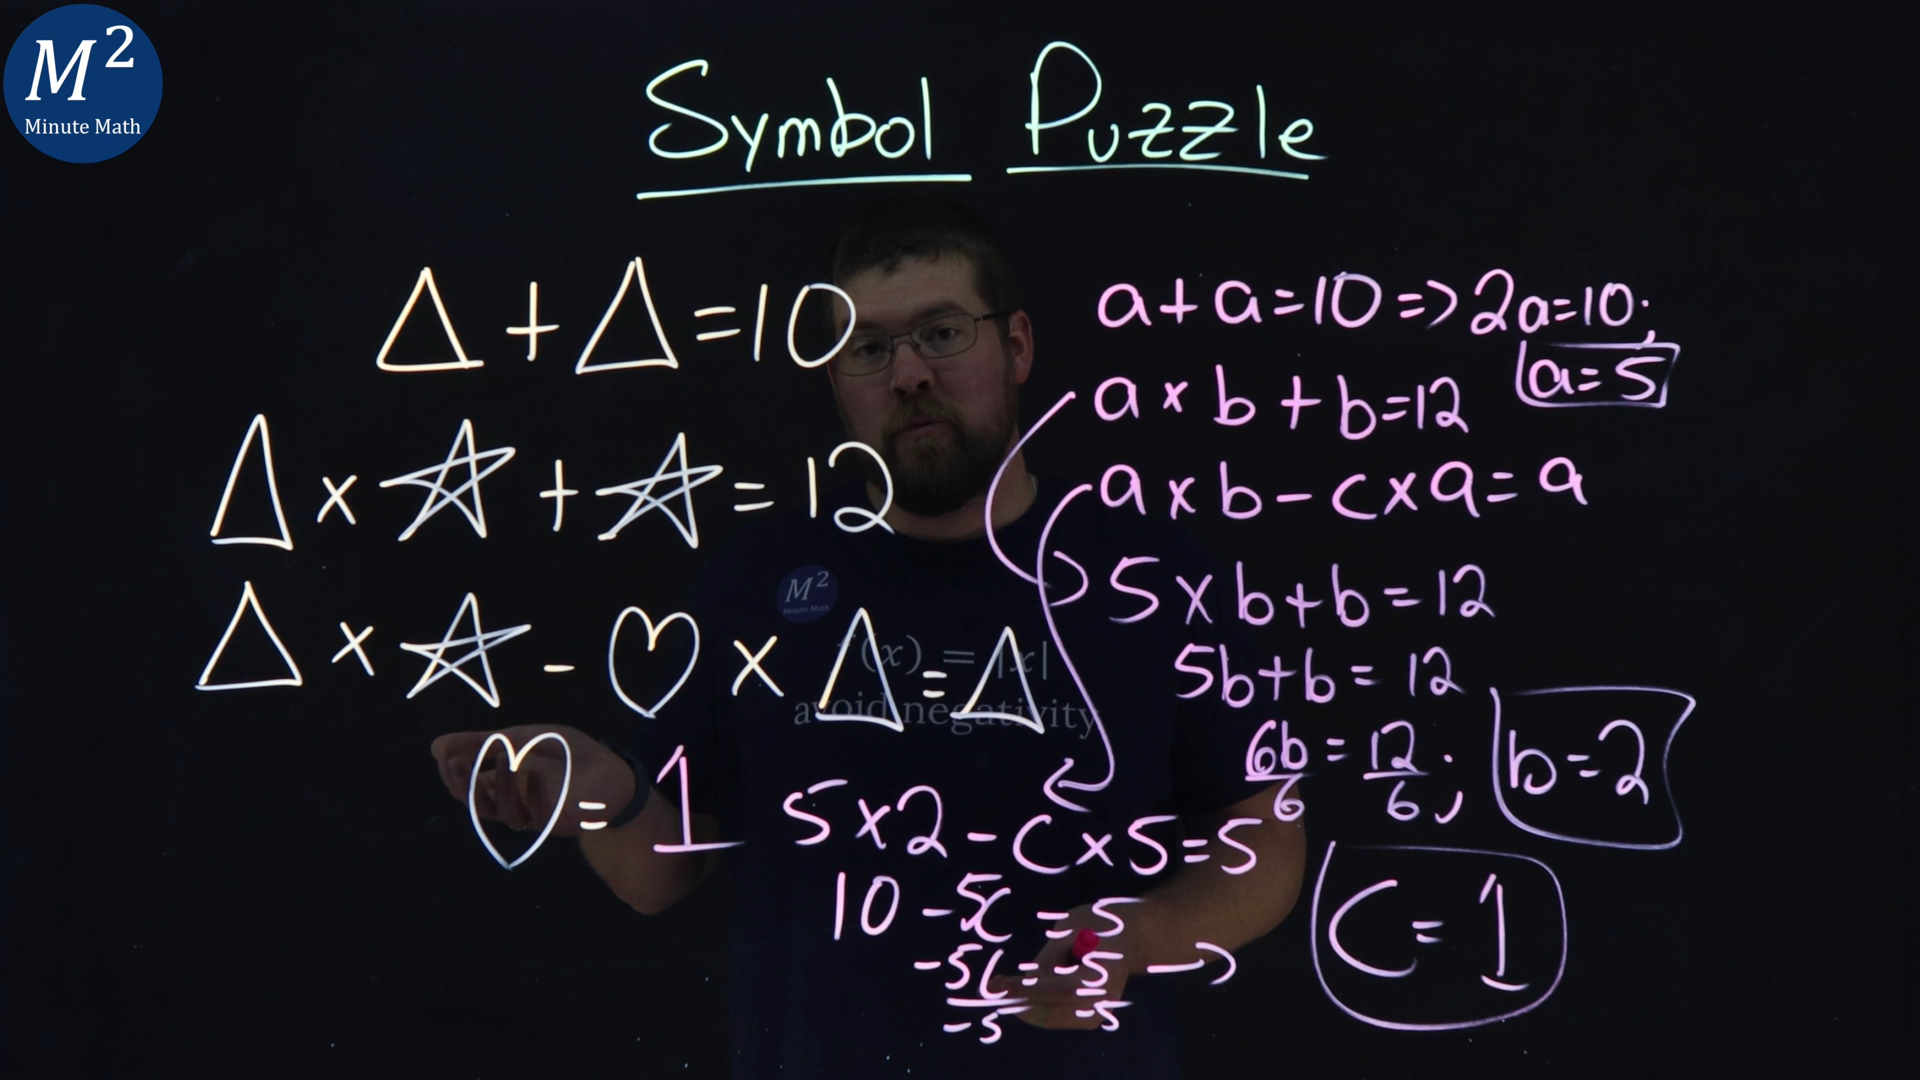 M²
Minute Math
Symbol Puzzle
△ + △ = 10
△ x ☆ + ☆ = 12
△ x ☆ - ♡ x △ = △
♡ = 1
a + a = 10 => 2a = 10;
a = 5
a x b + b = 12
a x b - c x a = a
5 x b + b = 12
5b + b = 12
6b/6 = 12/6; b = 2
5 x 2 - c x 5 = 5
10 - 5c = 5
-5c/-5 = -5/-5 → c = 1
M²
Minute Math
f(x) = |x|
avoid negativity